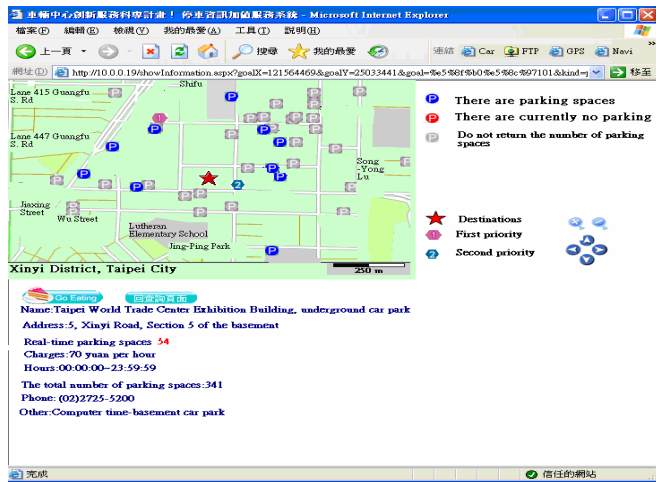 車輛中心創新服務科專計畫！ 停車資訊加值服務系統 - Microsoft Internet Explorer
檔案(F) 編輯(E) 檢視(V) 我的最愛(A) 工具(T) 說明(H)
上一頁 搜尋 我的最愛 連結 Car FTP GPS Navi »
網址(D) http://10.0.0.19/showInformation.aspx?goalX=121564469&goalY=25033441&goal=%e5%8f%b0%e5%8c%97101&kind= 移至
Shifu
Lane 415 Guangfu
S. Rd
Lane 447 Guangfu
S. Rd
Song
-Yong
Lu
Jiaxing
Street
Wu Street
Lutheran
Elementary School
Jing-Ping Park
P There are parking spaces
P There are currently no parking
P Do not return the number of parking
spaces
Destinations
1 First priority
2 Second priority
Xinyi District, Taipei City
250 m
Go Eating 回查詢頁面
Name:Taipei World Trade Center Exhibition Building, underground car park
Address:5, Xinyi Road, Section 5 of the basement
Real-time parking spaces 54
Charges:70 yuan per hour
Hours:00:00:00~23:59:59
The total number of parking spaces:341
Phone: (02)2725-5200
Other:Computer time-basement car park
完成 信任的網站